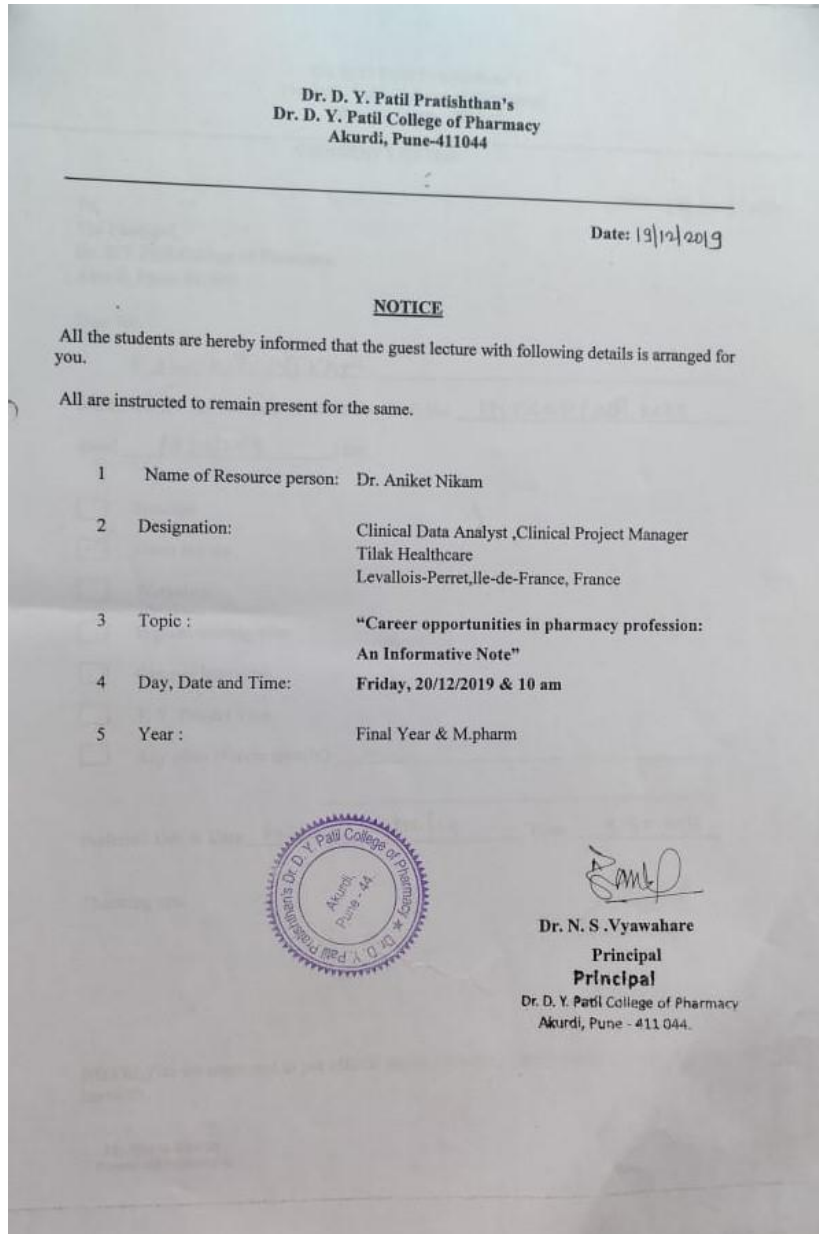 Dr. D. Y. Patil Pratishthan's
Dr. D. Y. Patil College of Pharmacy
Akurdi, Pune-411044
Date: 19/12/2019
NOTICE
All the students are hereby informed that the guest lecture with following details is arranged for
you.
All are instructed to remain present for the same.
1 Name of Resource person: Dr. Aniket Nikam
2 Designation: Clinical Data Analyst ,Clinical Project Manager
Tilak Healthcare
Levallois-Perret,Ile-de-France, France
3 Topic : “Career opportunities in pharmacy profession:
An Informative Note”
4 Day, Date and Time: Friday, 20/12/2019 & 10 am
5 Year : Final Year & M.pharm
Dr. D. Y. Patil Pratishthan's Dr. D. Y. Patil College of Pharmacy ★
Akurdi,
Pune - 44.
Dr. N. S .Vyawahare
Principal
Principal
Dr. D. Y. Patil College of Pharmacy
Akurdi, Pune - 411 044.